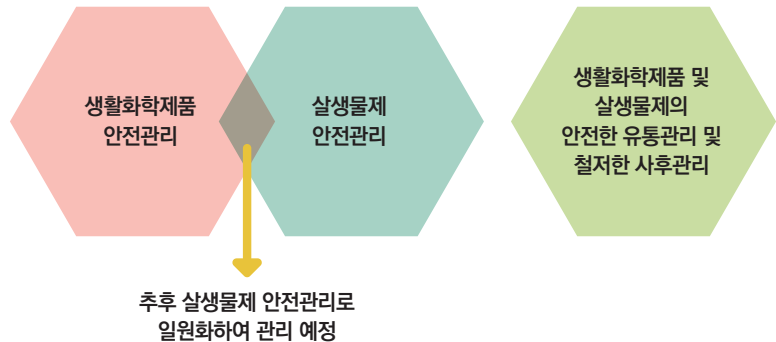 생활화학제품
안전관리
살생물제
안전관리
생활화학제품 및
살생물제의
안전한 유통관리 및
철저한 사후관리
추후 살생물제 안전관리로
일원화하여 관리 예정